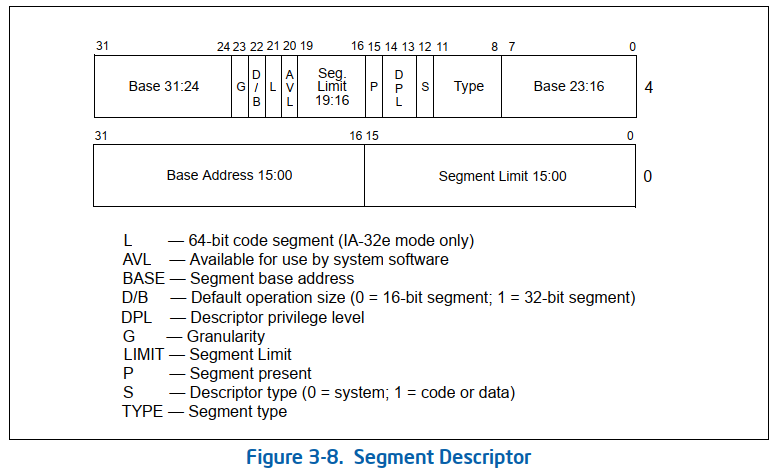 31 24 23 22 21 20 19 16 15 14 13 12 11 8 7 0
Base 31:24
G
D
/
B
L
A
V
L
Seg.
Limit
19:16
P
D
P
L
S
Type
Base 23:16
4
31 16 15 0
Base Address 15:00
Segment Limit 15:00
0
L — 64-bit code segment (IA-32e mode only)
AVL — Available for use by system software
BASE — Segment base address
D/B — Default operation size (0 = 16-bit segment; 1 = 32-bit segment)
DPL — Descriptor privilege level
G — Granularity
LIMIT — Segment Limit
P — Segment present
S — Descriptor type (0 = system; 1 = code or data)
TYPE — Segment type
Figure 3-8. Segment Descriptor